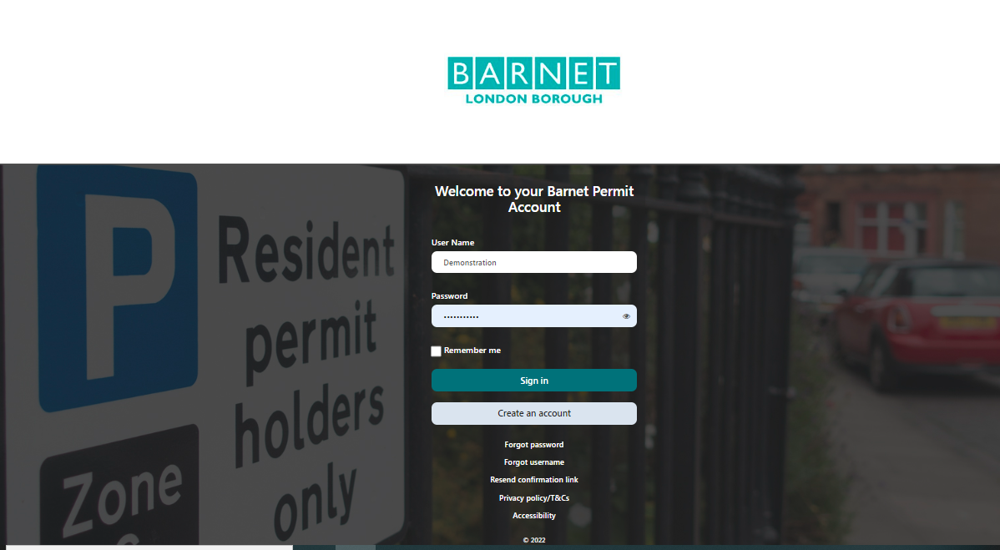 BARNET
LONDON BOROUGH
Welcome to your Barnet Permit
Account
User Name
Demonstration
Password
•••••••••••
Remember me
Sign in
Create an account
Forgot password
Forgot username
Resend confirmation link
Privacy policy/T&Cs
Accessibility
© 2022
P
Resident
permit
holders
only
Zone